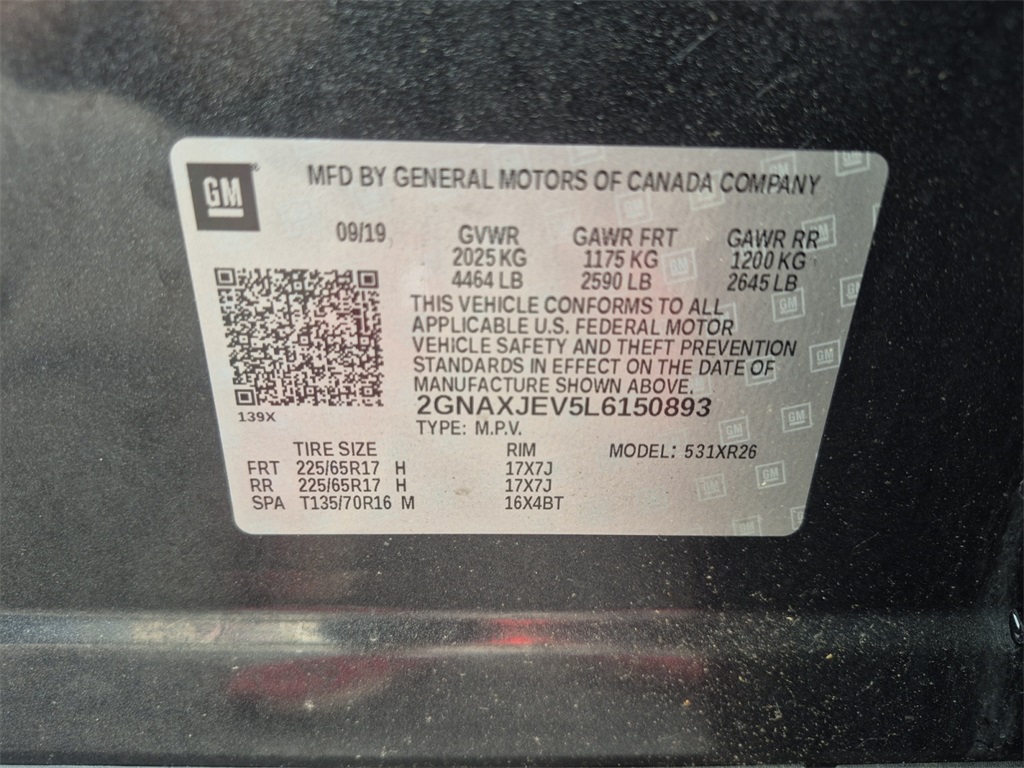 GM
MFD BY GENERAL MOTORS OF CANADA COMPANY
09/19 GVWR GAWR FRT GAWR RR
2025 KG 1175 KG 1200 KG
4464 LB 2590 LB 2645 LB
THIS VEHICLE CONFORMS TO ALL
APPLICABLE U.S. FEDERAL MOTOR
VEHICLE SAFETY AND THEFT PREVENTION
STANDARDS IN EFFECT ON THE DATE OF
MANUFACTURE SHOWN ABOVE.
139X
2GNAXJEV5L6150893
TYPE: M.P.V.
TIRE SIZE RIM MODEL: 531XR26
FRT 225/65R17 H 17X7J
RR 225/65R17 H 17X7J
SPA T135/70R16 M 16X4BT